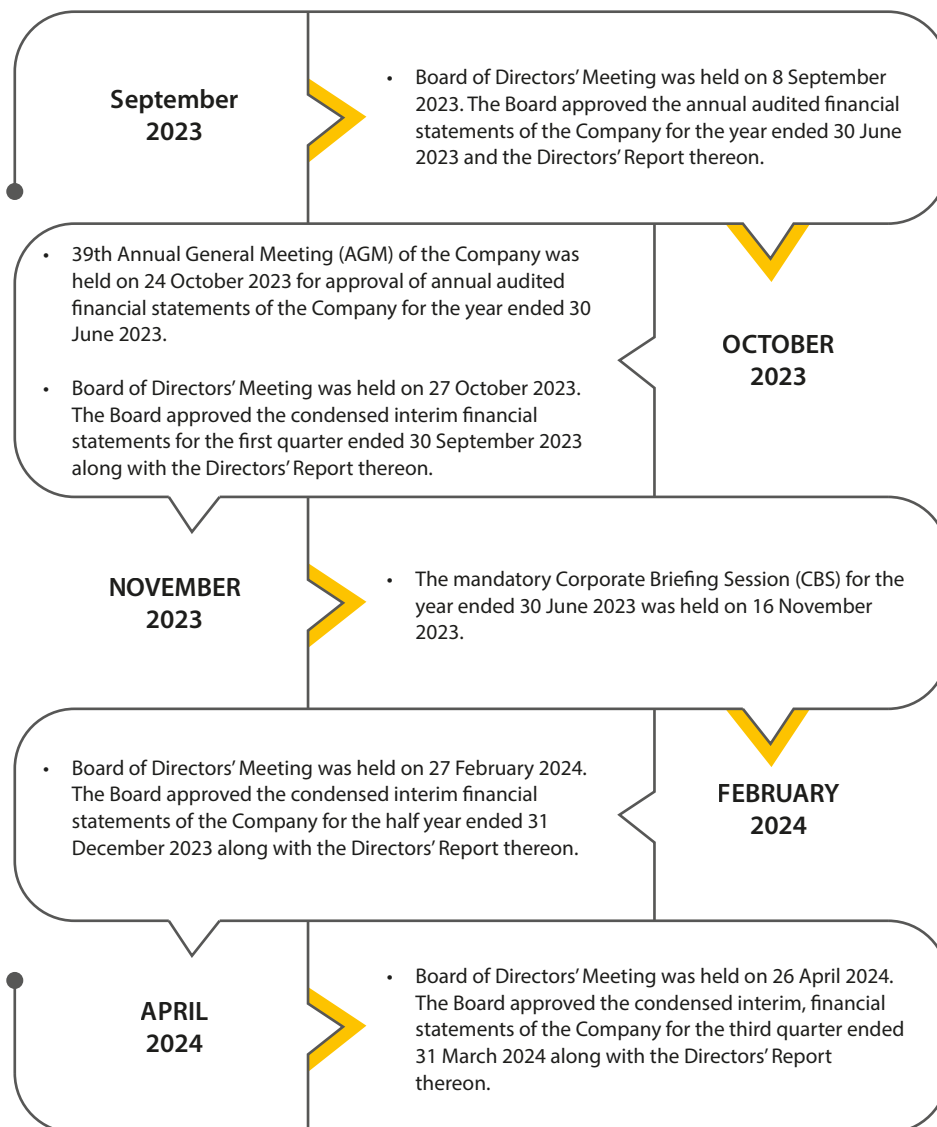 September
2023
• Board of Directors’ Meeting was held on 8 September
2023. The Board approved the annual audited financial
statements of the Company for the year ended 30 June
2023 and the Directors’ Report thereon.
OCTOBER
2023
• 39th Annual General Meeting (AGM) of the Company was
held on 24 October 2023 for approval of annual audited
financial statements of the Company for the year ended 30
June 2023.
• Board of Directors’ Meeting was held on 27 October 2023.
The Board approved the condensed interim financial
statements for the first quarter ended 30 September 2023
along with the Directors’ Report thereon.
NOVEMBER
2023
• The mandatory Corporate Briefing Session (CBS) for the
year ended 30 June 2023 was held on 16 November
2023.
FEBRUARY
2024
• Board of Directors’ Meeting was held on 27 February 2024.
The Board approved the condensed interim financial
statements of the Company for the half year ended 31
December 2023 along with the Directors’ Report thereon.
APRIL
2024
• Board of Directors’ Meeting was held on 26 April 2024.
The Board approved the condensed interim, financial
statements of the Company for the third quarter ended
31 March 2024 along with the Directors’ Report
thereon.